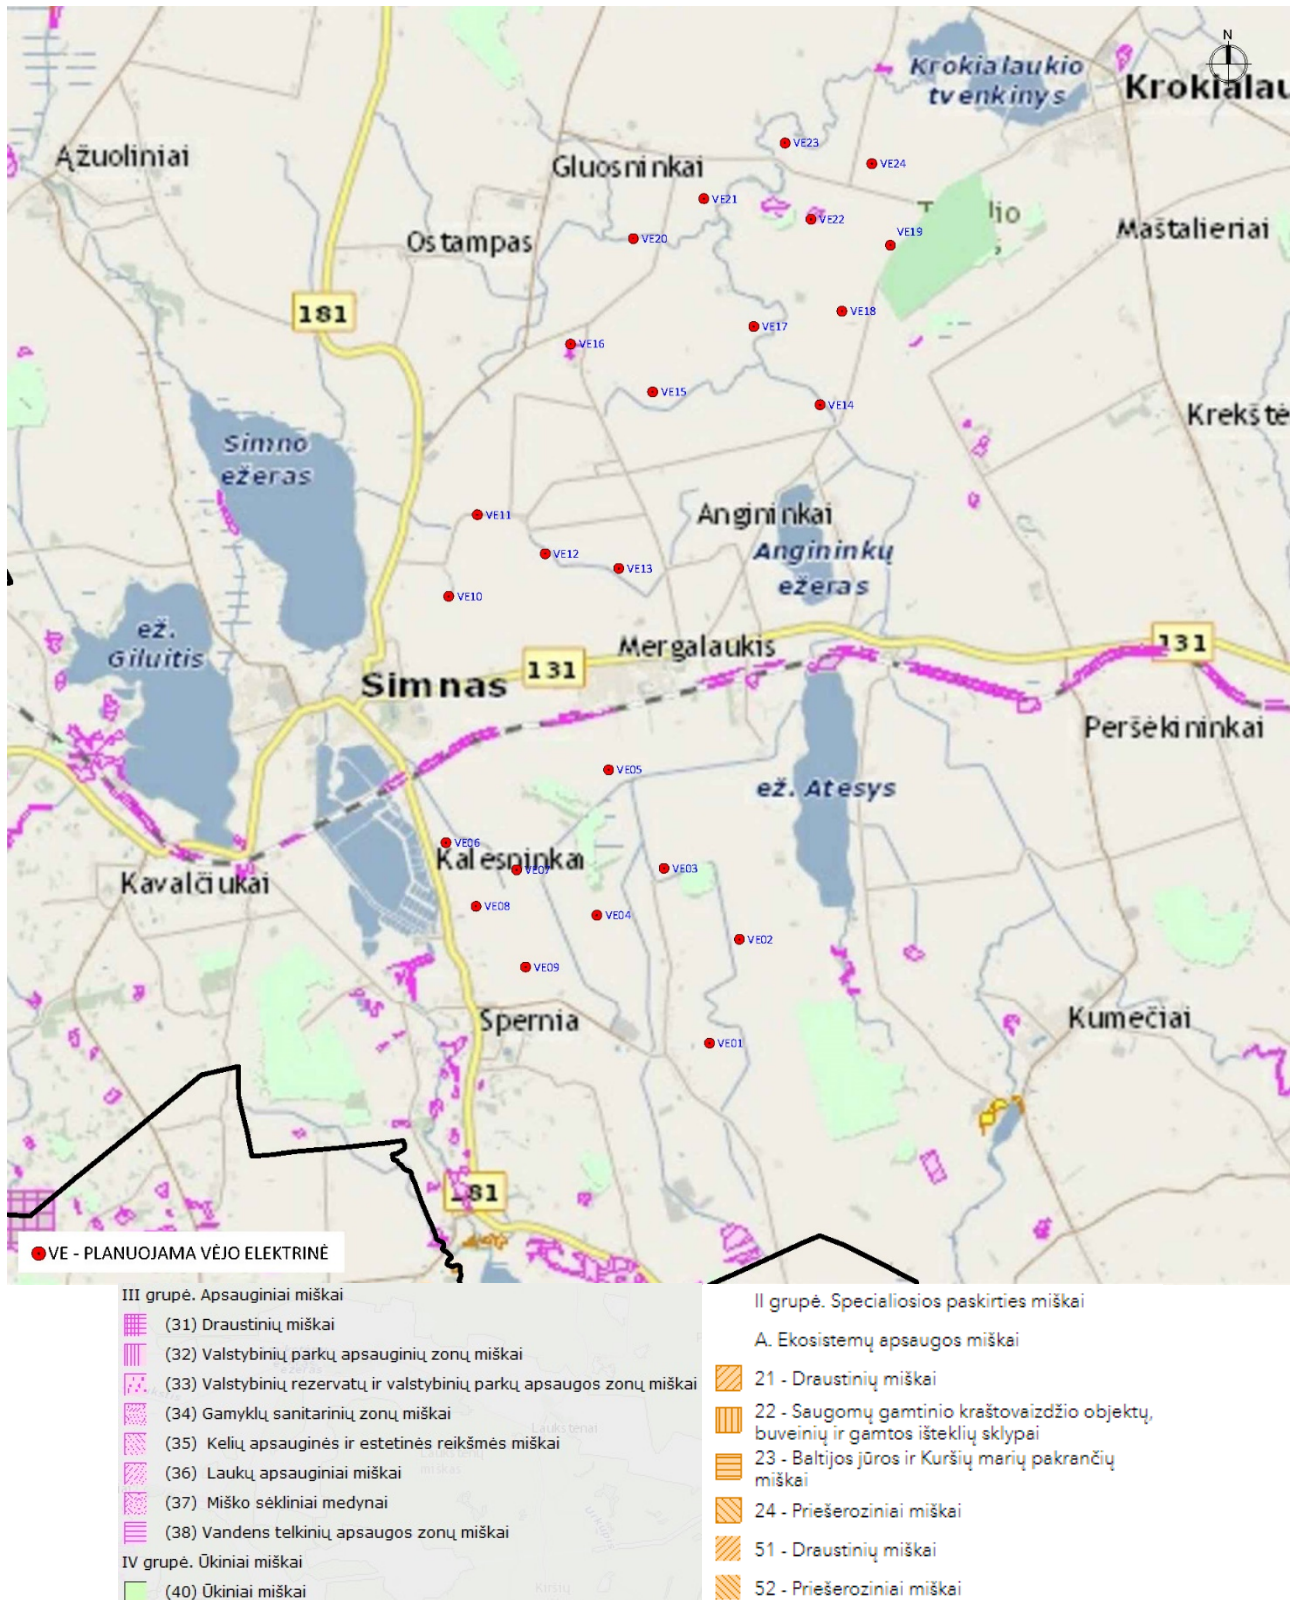 N
Krokialaukio
tvenkinys
Krokialau
Ąžuoliniai
Gluosninkai
VE23
VE24
VE21
VE22
VE20
VE19
Maštalieriai
Ostampas
181
VE18
VE17
VE16
VE15
VE14
Krekšte
Simno
ežeras
VE11
Angininkai
VE12
VE13
Angininkų
ežeras
VE10
ež.
Giluitis
Mergalaukis
131
131
Simnas
Peršėkininkai
VE05
ež. Atesys
VE06
Kalesninkai
VE07
VE03
Kavalčiukai
VE08
VE04
VE02
VE09
Spernia
Kumečiai
VE01
181
VE - PLANUOJAMA VĖJO ELEKTRINĖ
III grupė. Apsauginiai miškai
(31) Draustinių miškai
(32) Valstybinių parkų apsauginių zonų miškai
(33) Valstybinių rezervatų ir valstybinių parkų apsaugos zonų miškai
(34) Gamyklų sanitarinių zonų miškai
(35) Kelių apsauginės ir estetinės reikšmės miškai
(36) Laukų apsauginiai miškai
(37) Miško sėkliniai medynai
(38) Vandens telkinių apsaugos zonų miškai
IV grupė. Ūkiniai miškai
(40) Ūkiniai miškai
II grupė. Specialiosios paskirties miškai
A. Ekosistemų apsaugos miškai
21 - Draustinių miškai
22 - Saugomų gamtinio kraštovaizdžio objektų,
buveinių ir gamtos išteklių sklypai
23 - Baltijos jūros ir Kuršių marių pakrančių
miškai
24 - Priešeroziniai miškai
51 - Draustinių miškai
52 - Priešeroziniai miškai